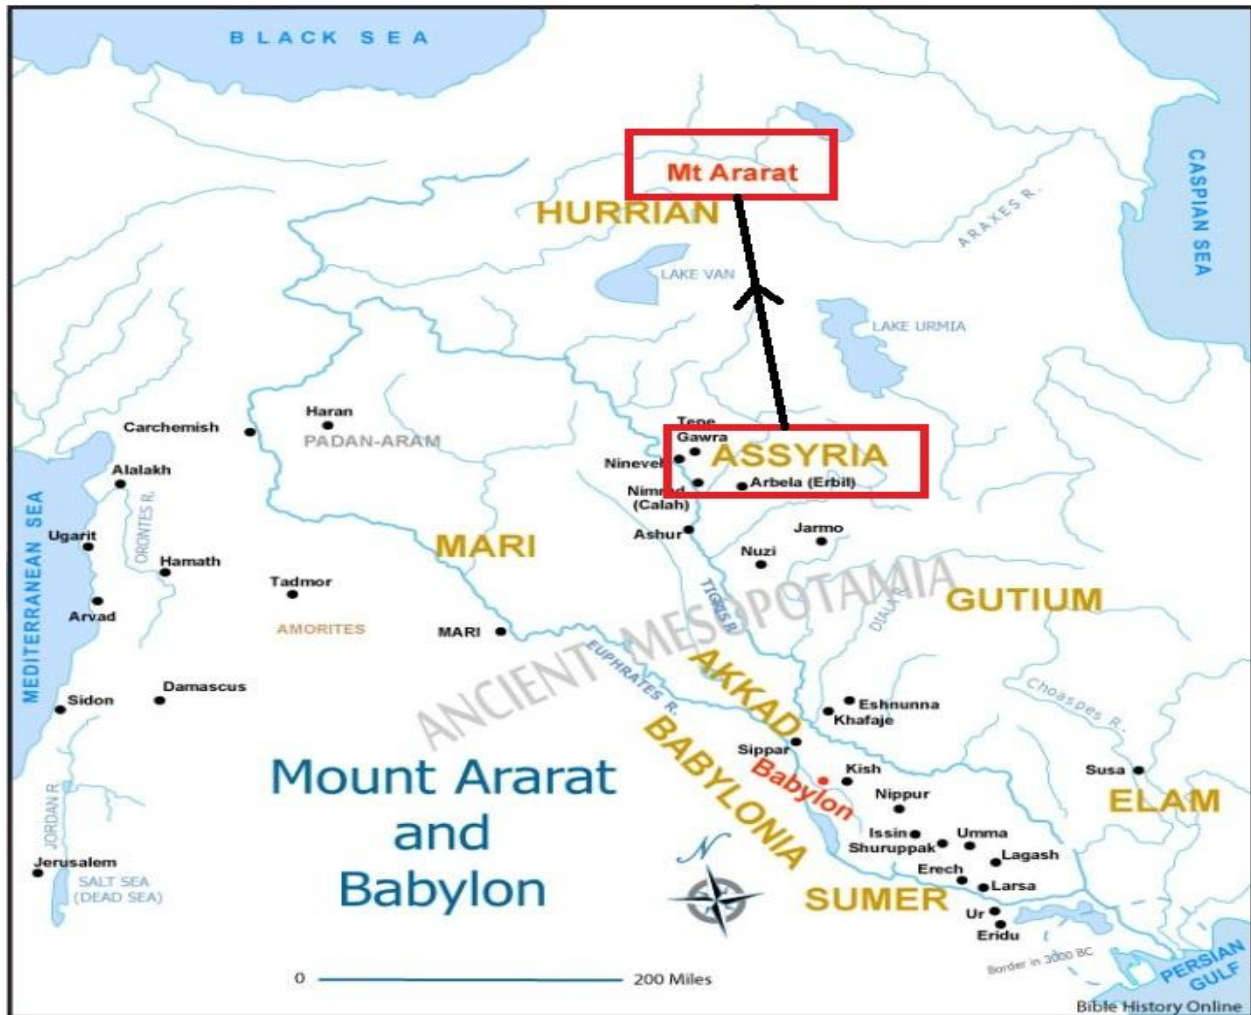 BLACK SEA
CASPIAN SEA
Mt Ararat
HURRIAN
ARAXES R.
LAKE VAN
LAKE URMIA
Haran
Carchemish
PADAN-ARAM
Tepe
Gawra
ASSYRIA
Nineveh
Alalakh
Nimrud
(Calah)
Arbela (Erbil)
MEDITERRANEAN SEA
ORONTES R.
Ugarit
MARI
Ashur
Jarmo
Nuzi
Hamath
Tadmor
TIGRIS R.
ANCIENT MESOPOTAMIA
DIALA R.
GUTIUM
Arvad
AMORITES
MARI
EUPHRATES R.
AKKAD
Sidon
Damascus
Eshnunna
Khafaje
Choaspes R.
BABYLONIA
Sippar
Babylon
Kish
Susa
ELAM
Mount Ararat
and
Babylon
Nippur
JORDAN R.
N
Issin
Umma
Shuruppak
Lagash
Jerusalem
Erech
SALT SEA
(DEAD SEA)
SUMER
Larsa
Ur
Eridu
Border in 3000 BC
PERSIAN
GULF
0 200 Miles
Bible History Online